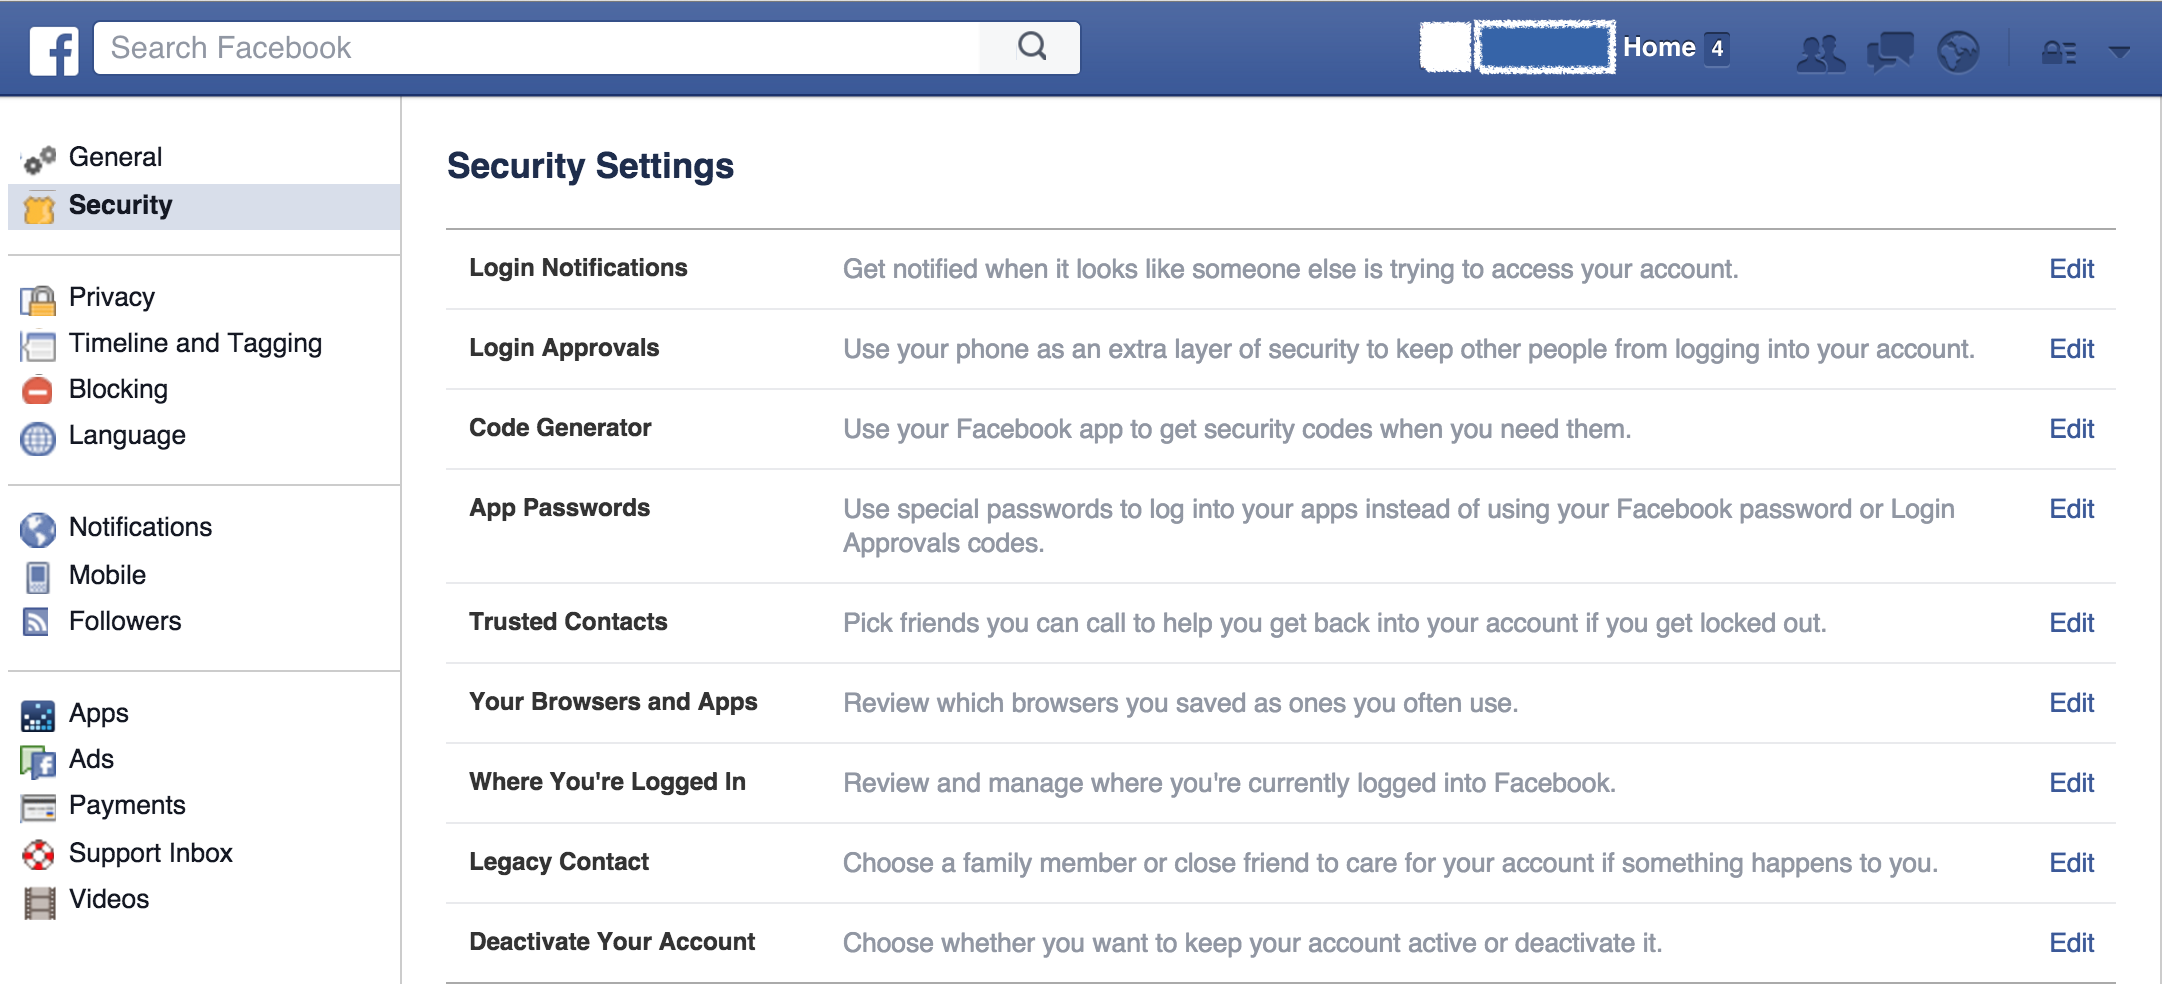 Search Facebook
Home 4
General
Security
Privacy
Timeline and Tagging
Blocking
Language
Notifications
Mobile
Followers
Apps
Ads
Payments
Support Inbox
Videos
Security Settings
Login Notifications Get notified when it looks like someone else is trying to access your account. Edit
Login Approvals Use your phone as an extra layer of security to keep other people from logging into your account. Edit
Code Generator Use your Facebook app to get security codes when you need them. Edit
App Passwords Use special passwords to log into your apps instead of using your Facebook password or Login Edit
Approvals codes.
Trusted Contacts Pick friends you can call to help you get back into your account if you get locked out. Edit
Your Browsers and Apps Review which browsers you saved as ones you often use. Edit
Where You're Logged In Review and manage where you're currently logged into Facebook. Edit
Legacy Contact Choose a family member or close friend to care for your account if something happens to you. Edit
Deactivate Your Account Choose whether you want to keep your account active or deactivate it. Edit